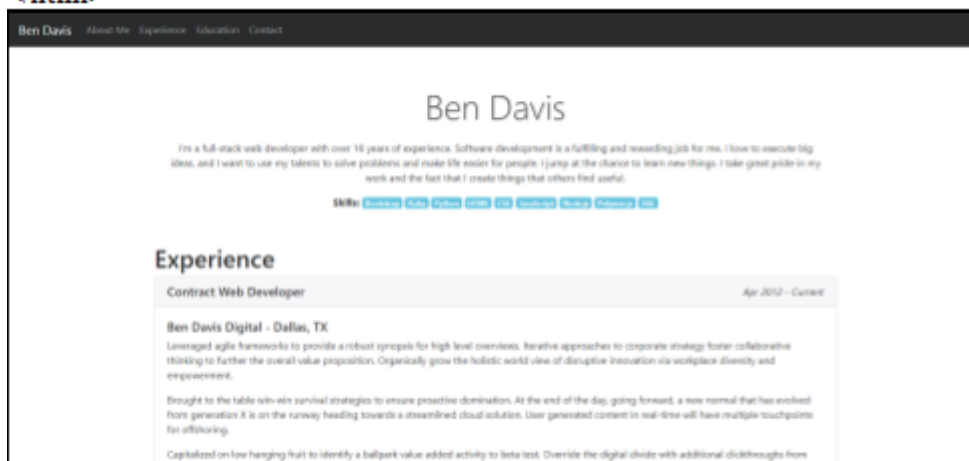 <html>
Ben Davis About Me Experience Education Contact
Ben Davis
I'm a full-stack web developer with over 16 years of experience. Software development is a fulfilling and rewarding job for me. I love to execute big
ideas, and I want to use my talents to solve problems and make life easier for people. I jump at the chance to learn new things. I take great pride in my
work and the fact that I create things that others find useful.
Skills: Bootstrap Ruby Python HTML CSS JavaScript Node.js Polymer.js SQL
Experience
Contract Web Developer Apr 2012 - Current
Ben Davis Digital - Dallas, TX
Leveraged agile frameworks to provide a robust synopsis for high level overviews. Iterative approaches to corporate strategy foster collaborative
thinking to further the overall value proposition. Organically grow the holistic world view of disruptive innovation via workplace diversity and
empowerment.
Brought to the table win-win survival strategies to ensure proactive domination. At the end of the day, going forward, a new normal that has evolved
from generation X is on the runway heading towards a streamlined cloud solution. User generated content in real-time will have multiple touchpoints
for offshoring.
Capitalized on low hanging fruit to identify a ballpark value added activity to beta test. Override the digital divide with additional clickthroughs from